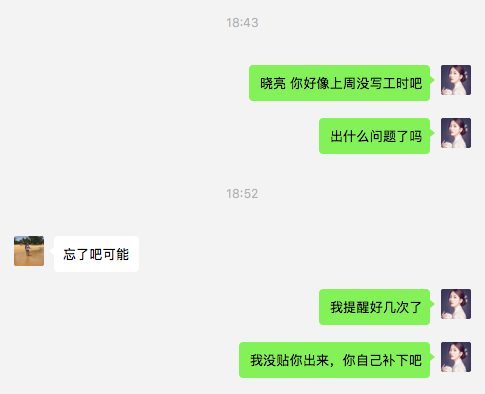 18:43
晓亮 你好像上周没写工时吧
出什么问题了吗
18:52
忘了吧可能
我提醒好几次了
我没贴你出来，你自己补下吧